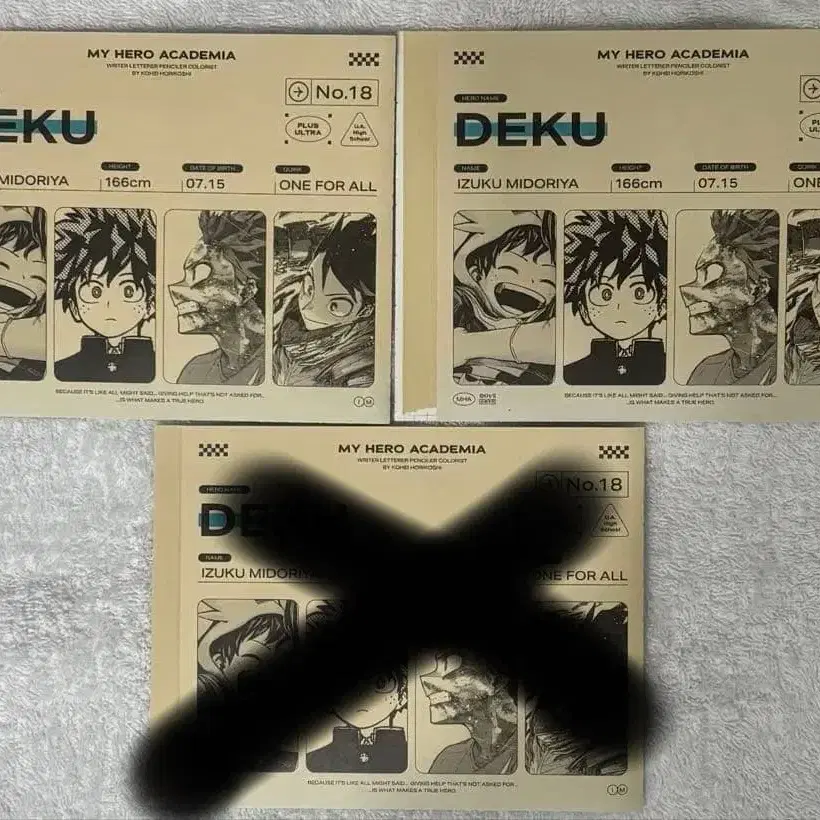 MY HERO ACADEMIA
WRITER LETTERER PENCILER COLORIST
BY KOHEI HORIKOSHI
No.18
EKU
PLUS ULTRA
U.A. High School
HEIGHT
DATE OF BIRTH
QUIRK
MIDORIYA
166cm
07.15
ONE FOR ALL
BECAUSE IT'S LIKE ALL MIGHT SAID... GIVING HELP THAT'S NOT ASKED FOR...
...IS WHAT MAKES A TRUE HERO.
I M
MY HERO ACADEMIA
WRITER LETTERER PENCILER COLORIST
BY KOHEI HORIKOSHI
HERO NAME
DEKU
NAME
HEIGHT
DATE OF BIRTH
QUIRK
IZUKU MIDORIYA
166cm
07.15
MHA
BECAUSE IT'S LIKE ALL MIGHT SAID... GIVING HELP THAT'S NOT ASKED FOR...
...IS WHAT MAKES A TRUE HERO.
MY HERO ACADEMIA
WRITER LETTERER PENCILER COLORIST
BY KOHEI HORIKOSHI
HERO NAME
No.18
U.A. High School
NAME
IZUKU MIDORIYA
ONE FOR ALL
BECAUSE IT'S LIKE ALL MIGHT SAID... GIVING HELP THAT'S NOT ASKED FOR...
...IS WHAT MAKES A TRUE HERO.
I M